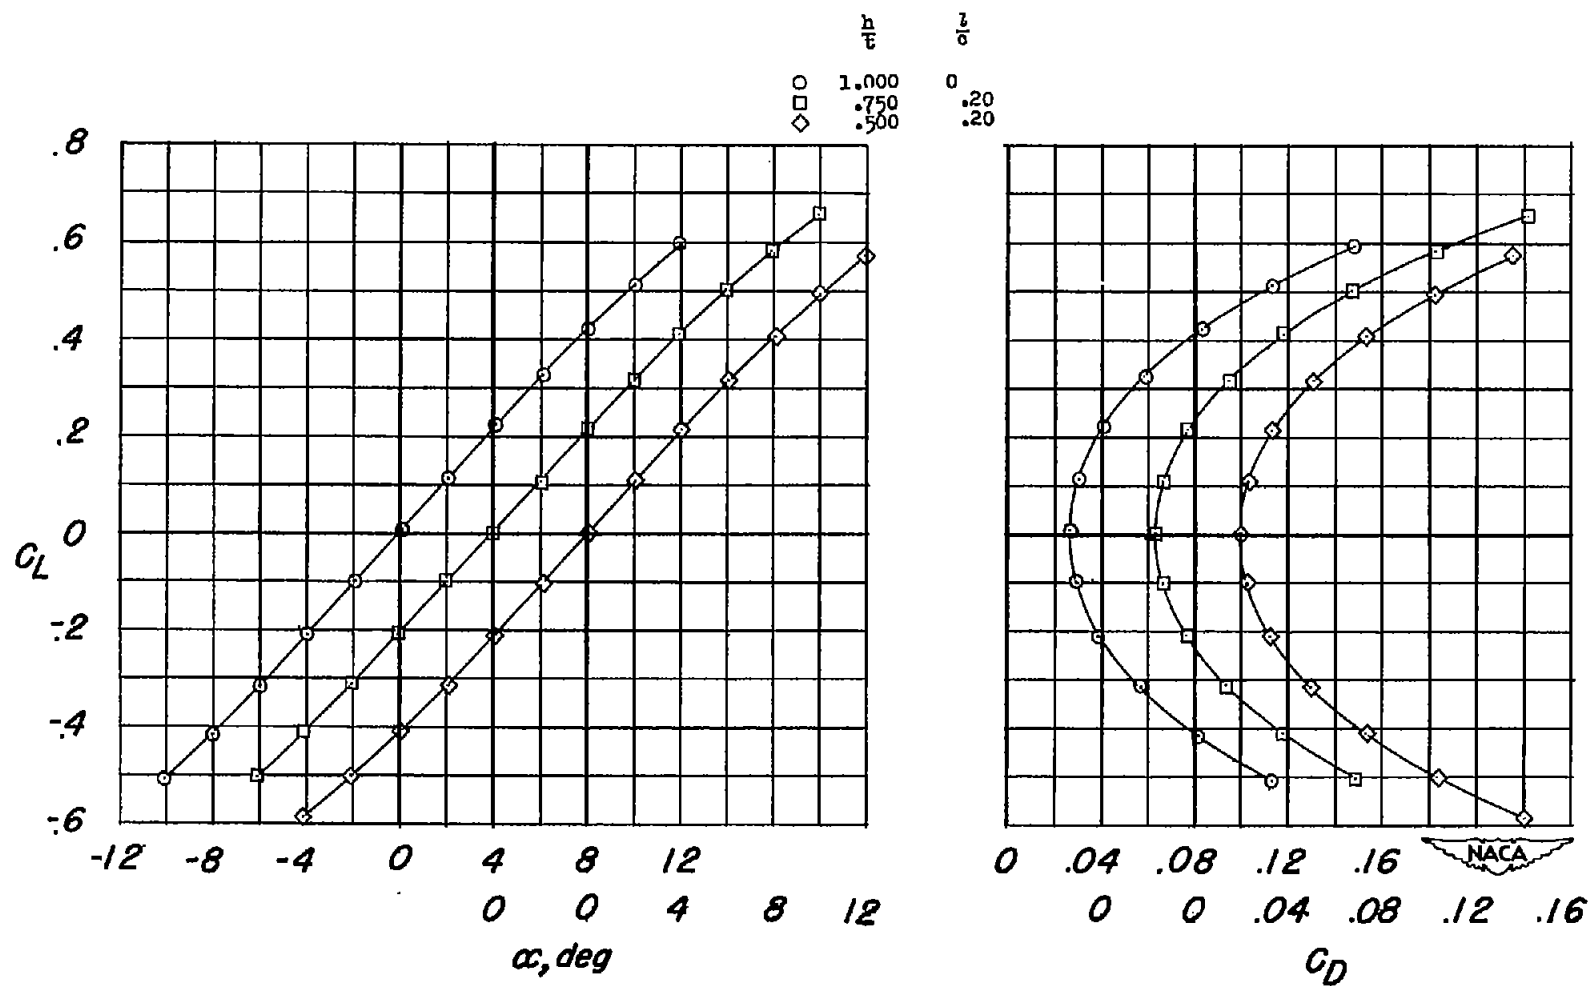 h/t l/c
1.000 0
.750 .20
.500 .20
.8
.6
.4
.2
0
-.2
-.4
-.6
C_L
-12 -8 -4 0 4 8 12
0 0 4 8 12
α, deg
0 .04 .08 .12 .16
0 0 .04 .08 .12 .16
C_D
NACA